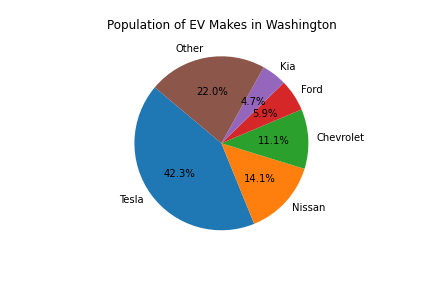 Population of EV Makes in Washington
Other
Kia
22.0%
Ford
4.7%
5.9%
11.1%
Chevrolet
42.3%
14.1%
Tesla
Nissan